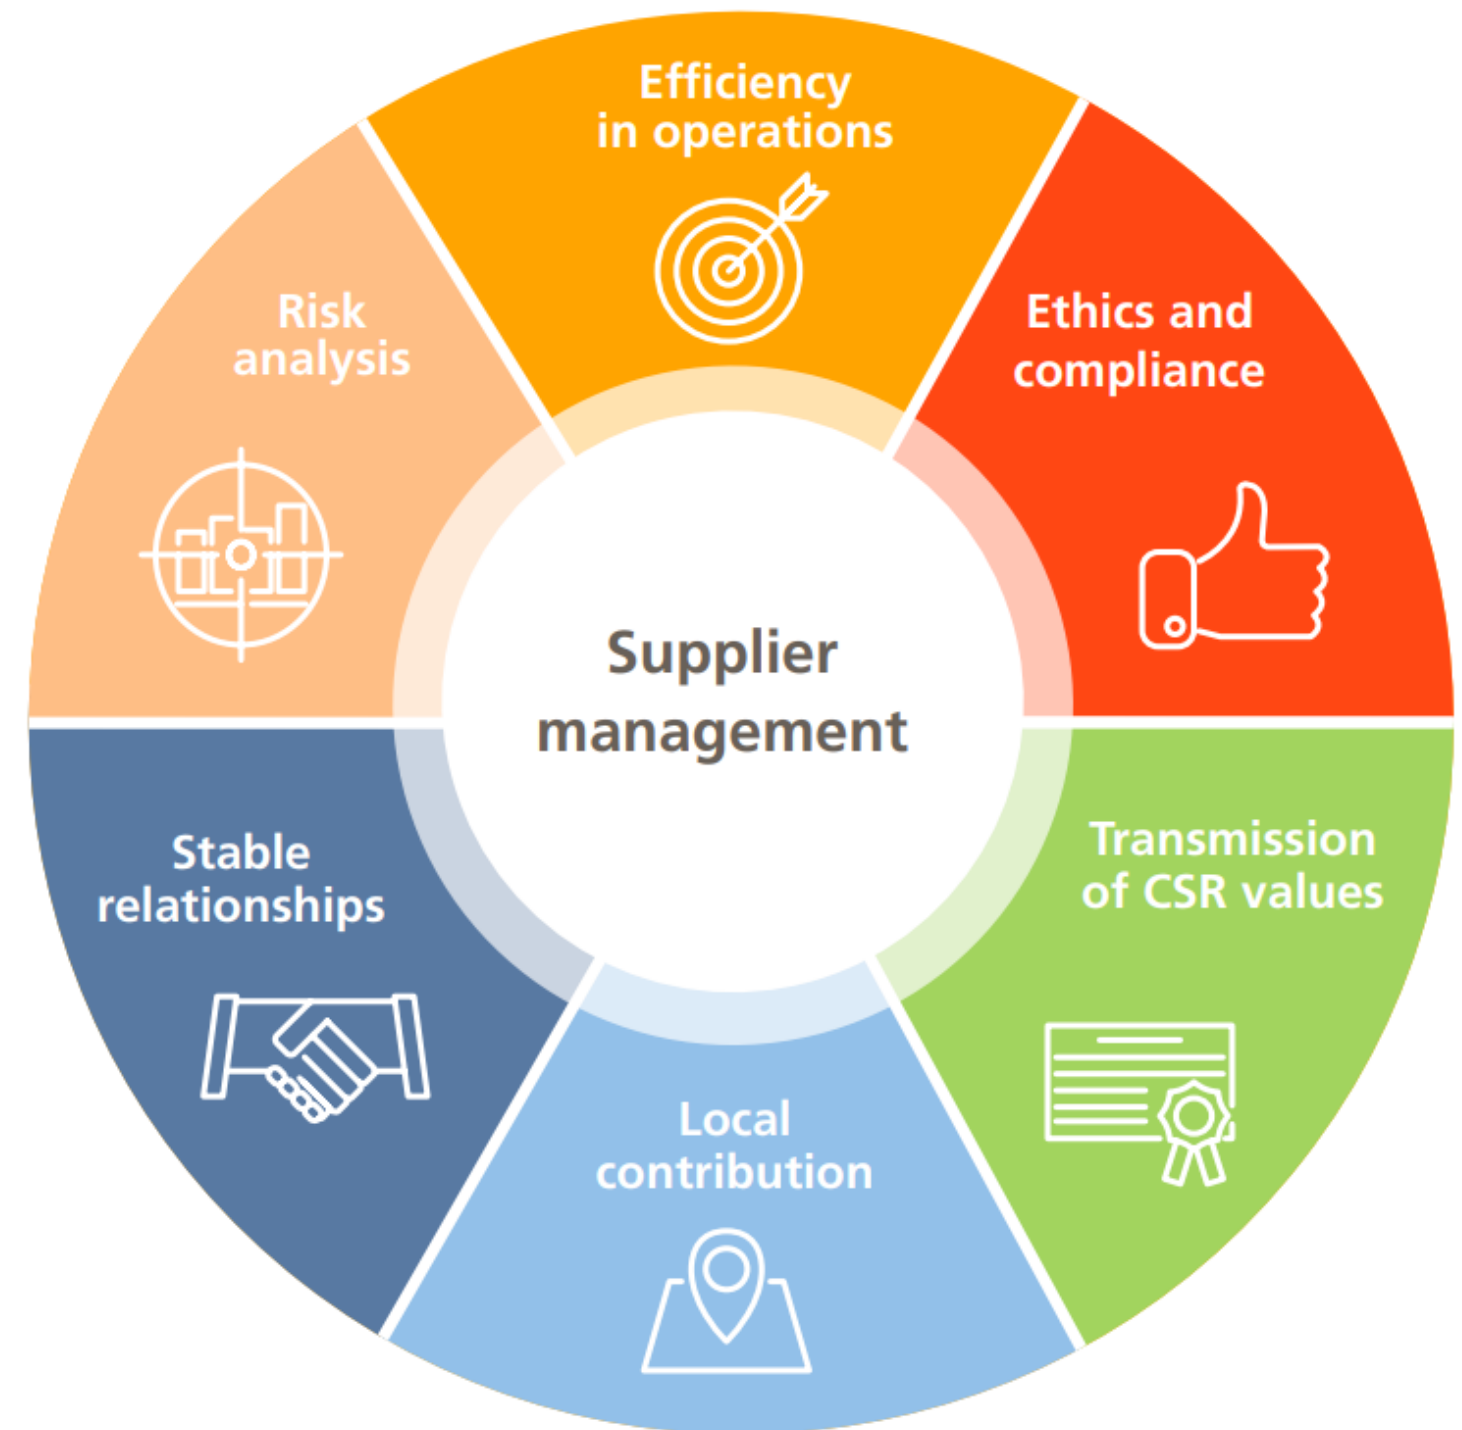 Efficiency
in operations
Ethics and
compliance
Transmission
of CSR values
Local
contribution
Stable
relationships
Risk
analysis
Supplier
management